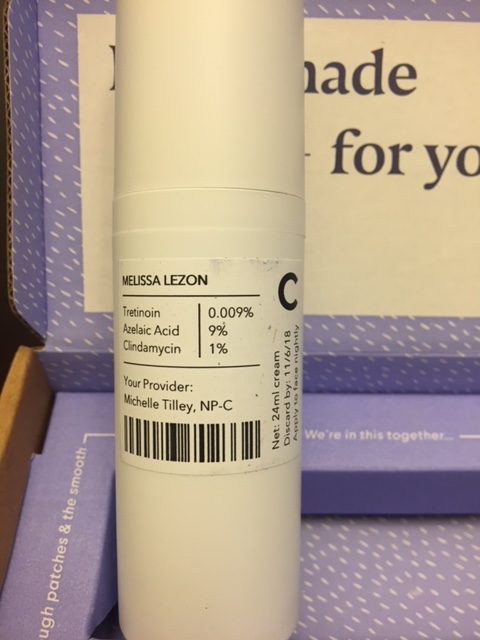 made
for yo
MELISSA LEZON
Tretinoin 0.009%
Azelaic Acid 9%
Clindamycin 1%
Your Provider:
Michelle Tilley, NP-C
C
Net: 24ml cream
Discard by: 11/6/18
Apply to face nightly
We're in this together...
ugh patches & the smooth